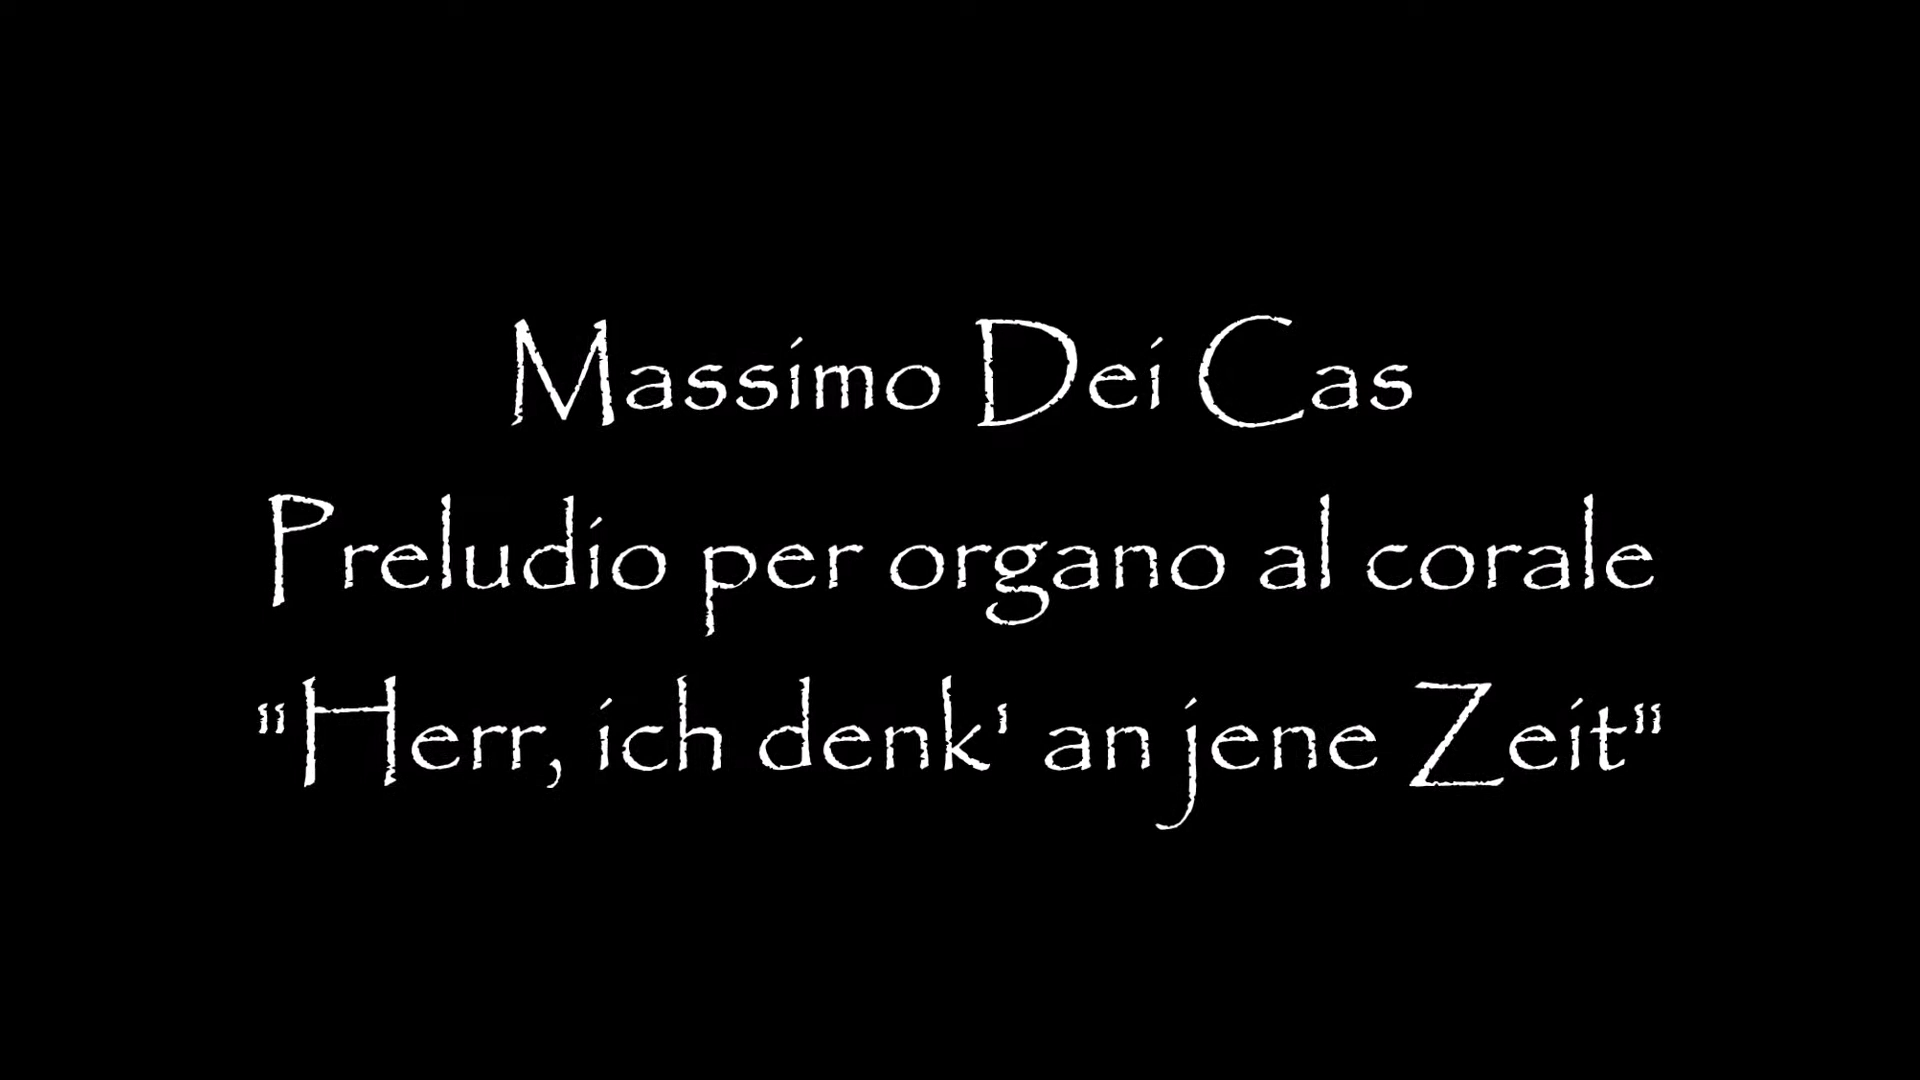 Massimo Dei Cas
Preludio per organo al corale
"Herr, ich denk' an jene Zeit"